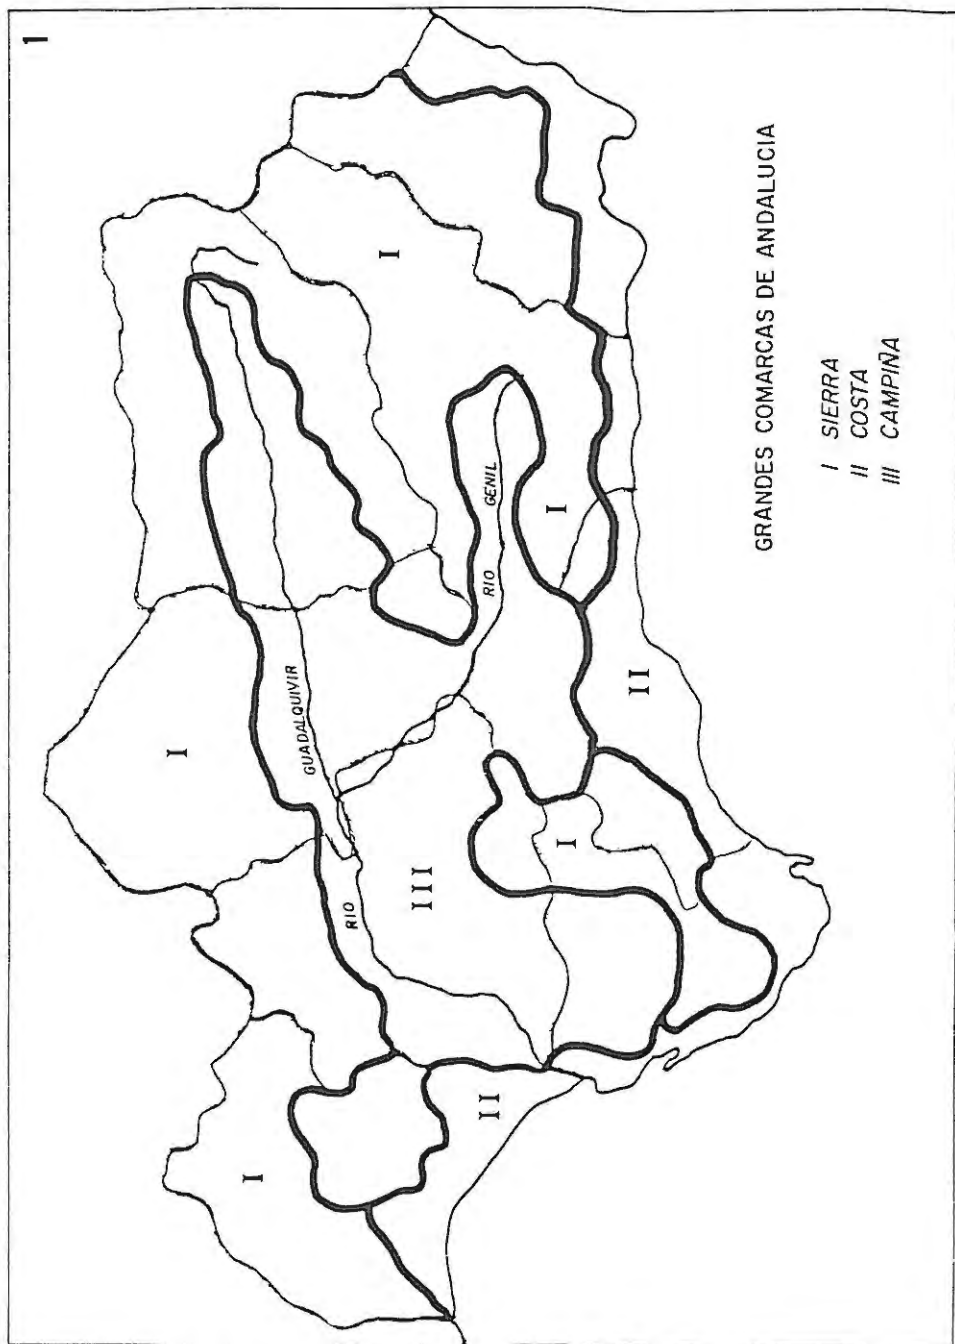 1
I
I
RIO GUADALQUIVIR
I
III
RIO GENIL
II
I
I
II
GRANDES COMARCAS DE ANDALUCIA
I SIERRA
II COSTA
III CAMPIÑA